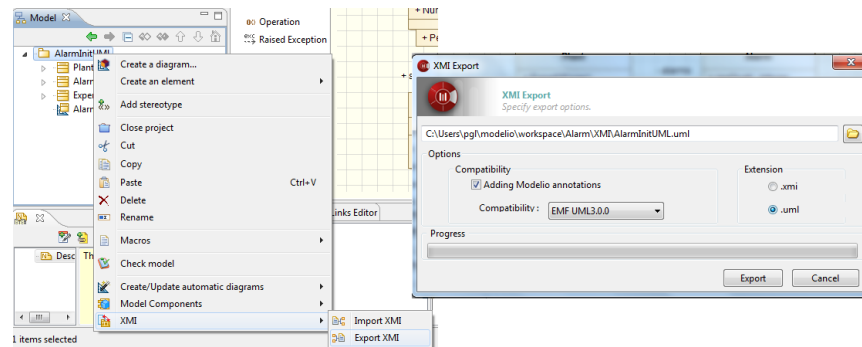 Model
Operation
Raised Exception
AlarmInitUML
Plant
Alarm
Exper
Alarm
Create a diagram...
Create an element
Add stereotype
Close project
Cut
Copy
Paste Ctrl+V
Delete
Rename
Macros
Check model
Create/Update automatic diagrams
Model Components
XMI
Import XMI
Export XMI
Links Editor
Desc Th
1 items selected
+ Pe
XMI Export
XMI Export
Specify export options.
C:\Users\pgl\modelio\workspace\Alarm\XMI\AlarmInitUML.uml
Options
Compatibility
Adding Modelio annotations
Compatibility : EMF UML3.0.0
Extension
.xmi
.uml
Progress
Export Cancel